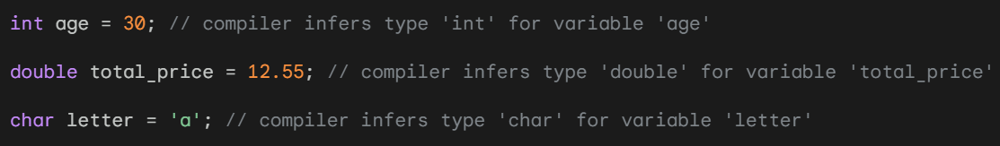 int age = 30; // compiler infers type 'int' for variable 'age'
double total_price = 12.55; // compiler infers type 'double' for variable 'total_price'
char letter = 'a'; // compiler infers type 'char' for variable 'letter'